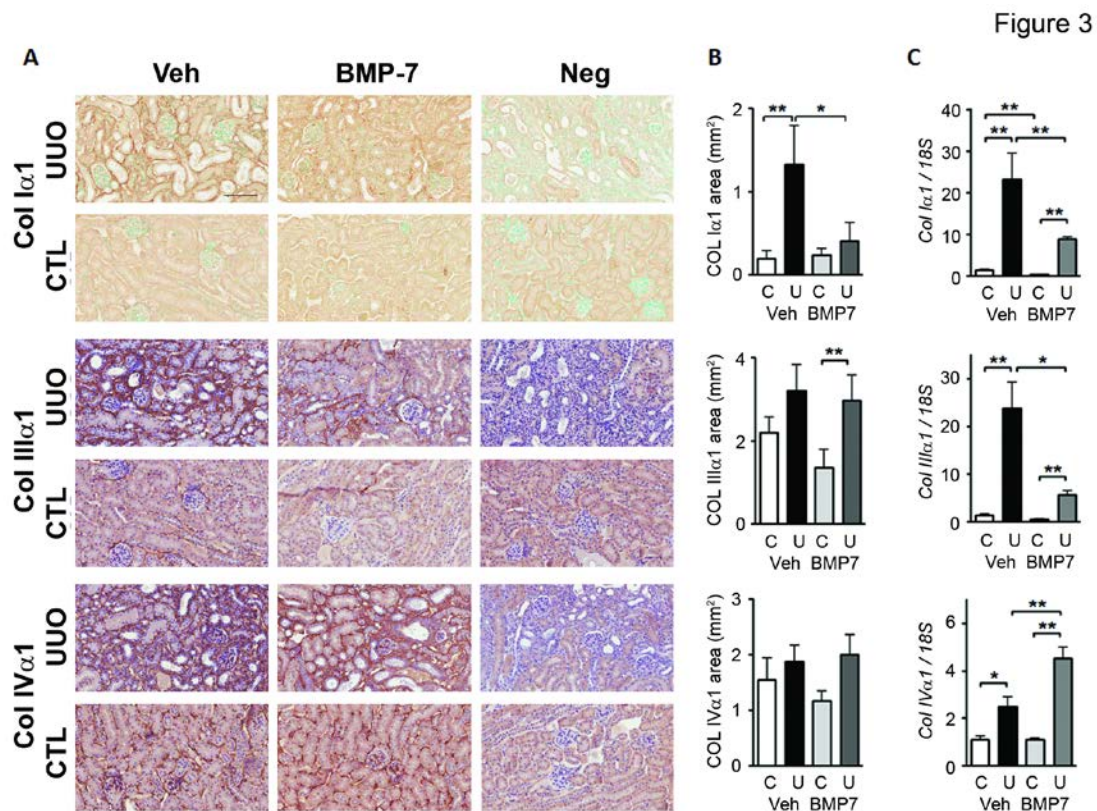 Figure 3
A
Veh BMP-7 Neg
Col Iα1
UUO
CTL
Col IIIα1
UUO
CTL
Col IVα1
UUO
CTL
B
COL Iα1 area (mm²)
2
1
0
** *
C U C U
Veh BMP7
COL IIIα1 area (mm²)
4
2
0
**
C U C U
Veh BMP7
COL IVα1 area (mm²)
3
2
1
0
C U C U
Veh BMP7
C
Col Iα1 / 18S
40
30
20
10
0
**
** **
**
C U C U
Veh BMP7
Col IIIα1 / 18S
30
20
10
0
** *
**
C U C U
Veh BMP7
Col IVα1 / 18S
6
4
2
0
**
**
*
C U C U
Veh BMP7